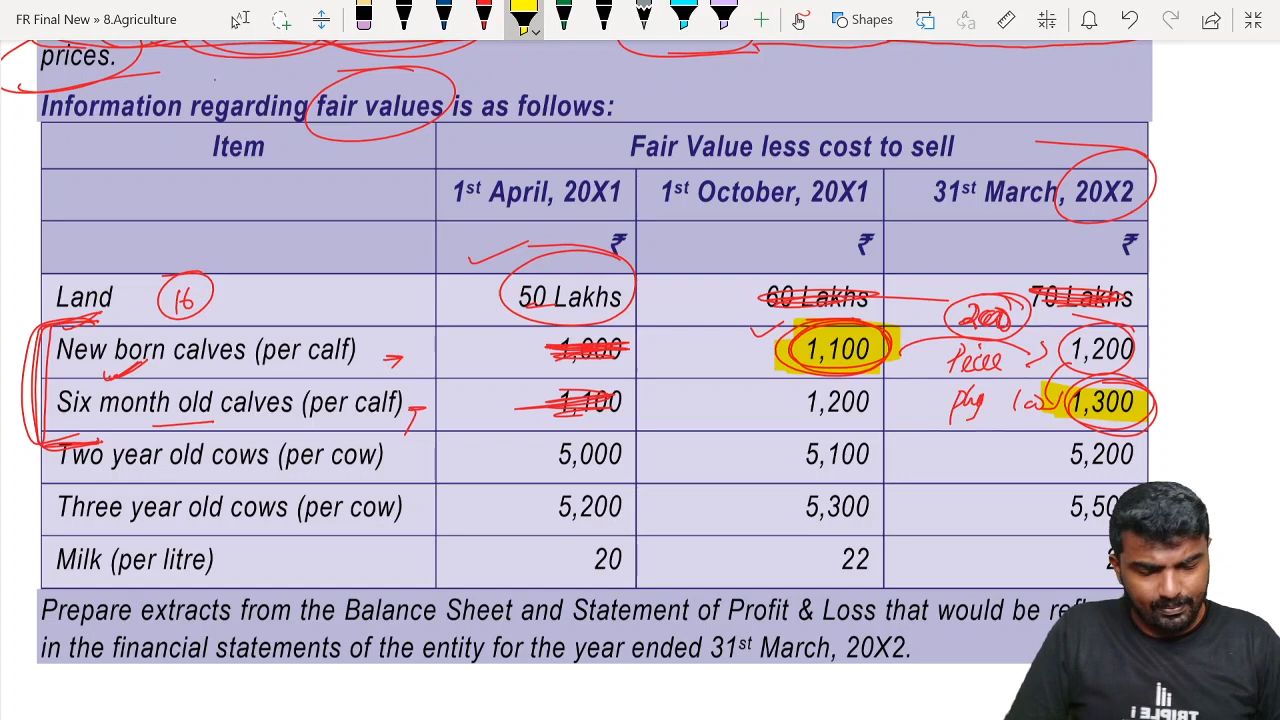 FR Final New » 8.Agriculture
Shapes
prices.
Information regarding fair values is as follows:
Item Fair Value less cost to sell
1st April, 20X1 1st October, 20X1 31st March, 20X2
₹ ₹ ₹
Land 16 50 Lakhs 60 Lakhs 70 Lakhs
200
New born calves (per calf) 1,000 1,100 Price 1,200
Six month old calves (per calf) 1,100 1,200 phy 100 1,300
Two year old cows (per cow) 5,000 5,100 5,200
Three year old cows (per cow) 5,200 5,300
Milk (per litre) 20 22
Prepare extracts from the Balance Sheet and Statement of Profit & Loss that would be
in the financial statements of the entity for the year ended 31st March, 20X2.
TRIPLE i